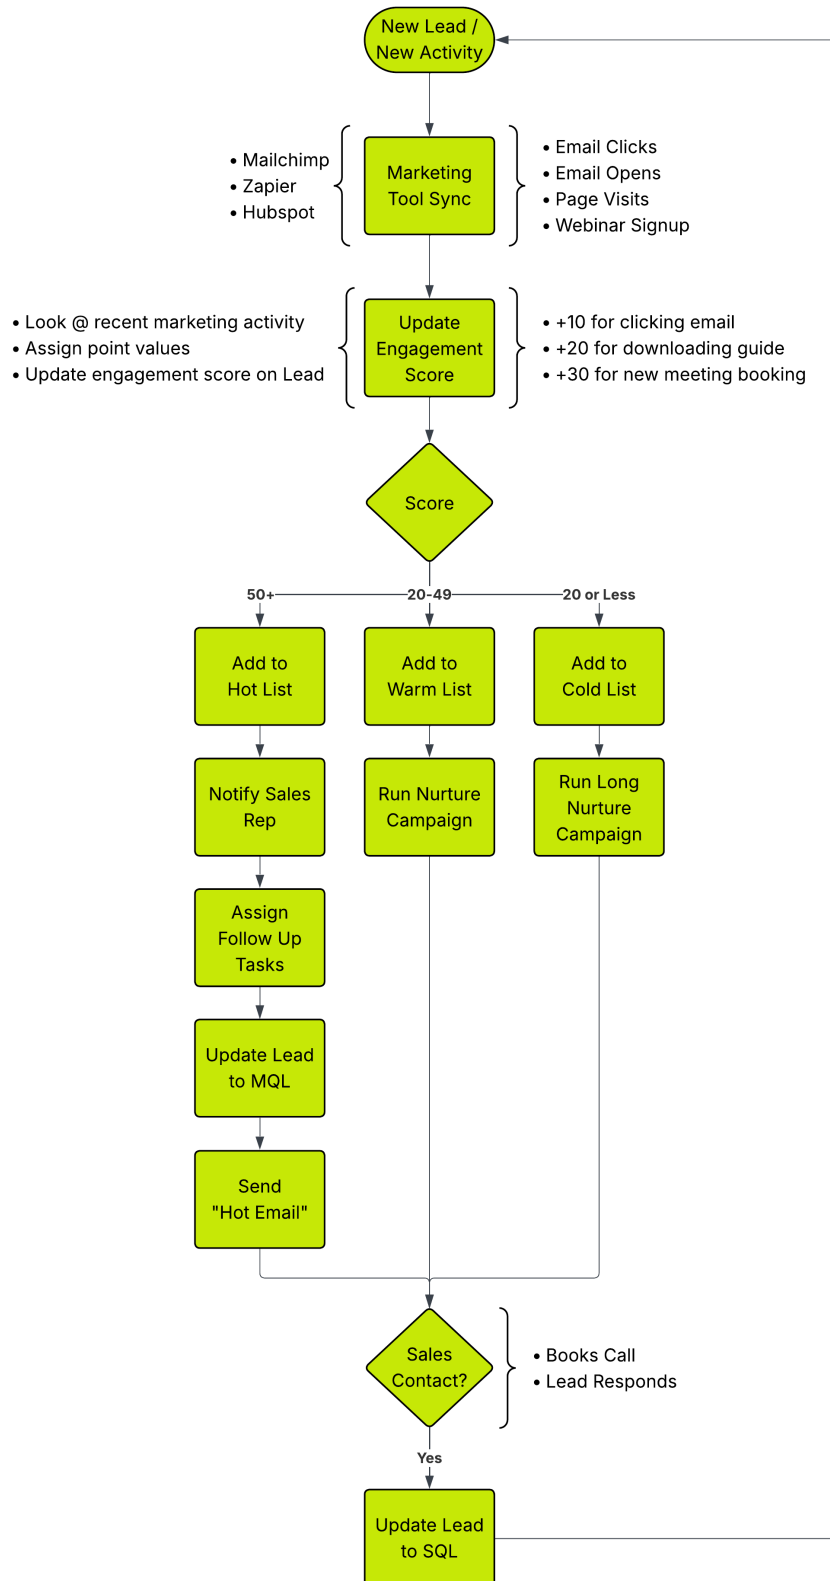 New Lead /
New Activity
• Mailchimp
• Zapier
• Hubspot
Marketing
Tool Sync
• Email Clicks
• Email Opens
• Page Visits
• Webinar Signup
• Look @ recent marketing activity
• Assign point values
• Update engagement score on Lead
Update
Engagement
Score
• +10 for clicking email
• +20 for downloading guide
• +30 for new meeting booking
Score
50+
20-49
20 or Less
Add to
Hot List
Add to
Warm List
Add to
Cold List
Notify Sales
Rep
Run Nurture
Campaign
Run Long
Nurture
Campaign
Assign
Follow Up
Tasks
Update Lead
to MQL
Send
"Hot Email"
Sales
Contact?
• Books Call
• Lead Responds
Yes
Update Lead
to SQL